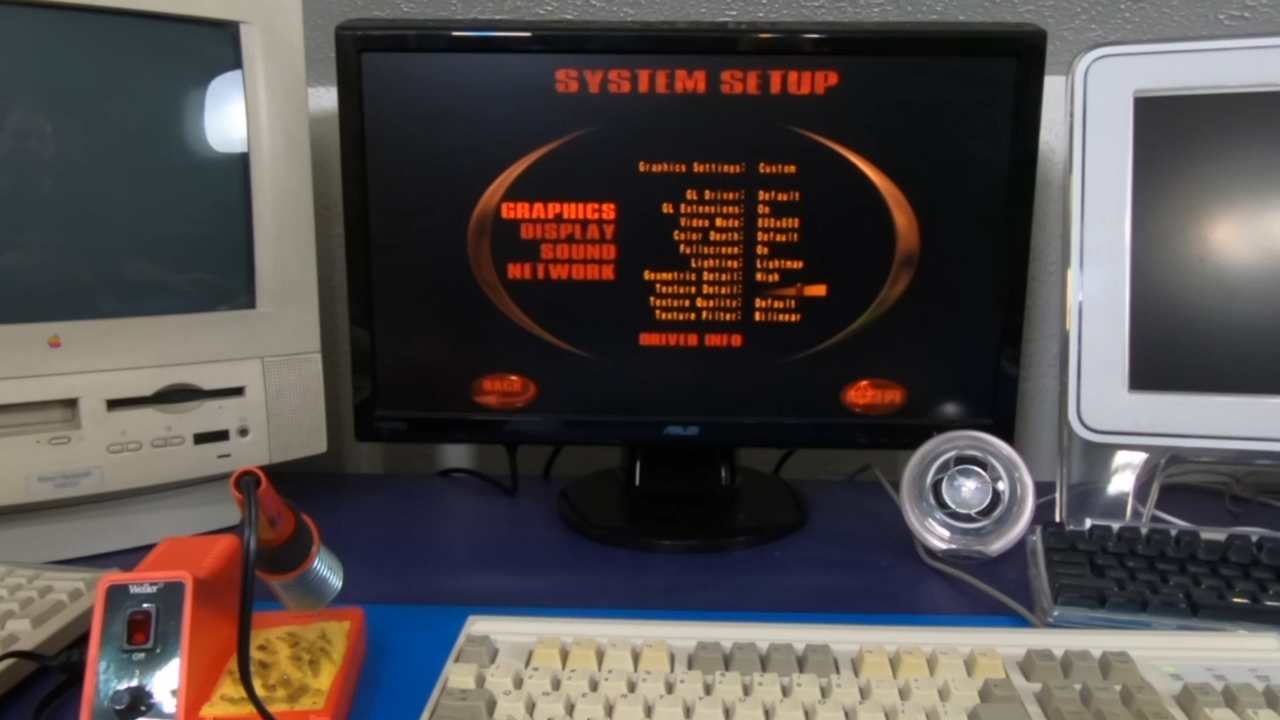 SYSTEM SETUP
Graphics Settings: Custom
GL Driver: Default
GL Extensions: On
Video Mode: 800x600
Color Depth: Default
Fullscreen: On
Lighting: Lightmap
Geometric Detail: High
Texture Detail:
Texture Quality: Default
Texture Filter: Bilinear
GRAPHICS
DISPLAY
SOUND
NETWORK
DRIVER INFO
BACK
ASUS
Weller
Off